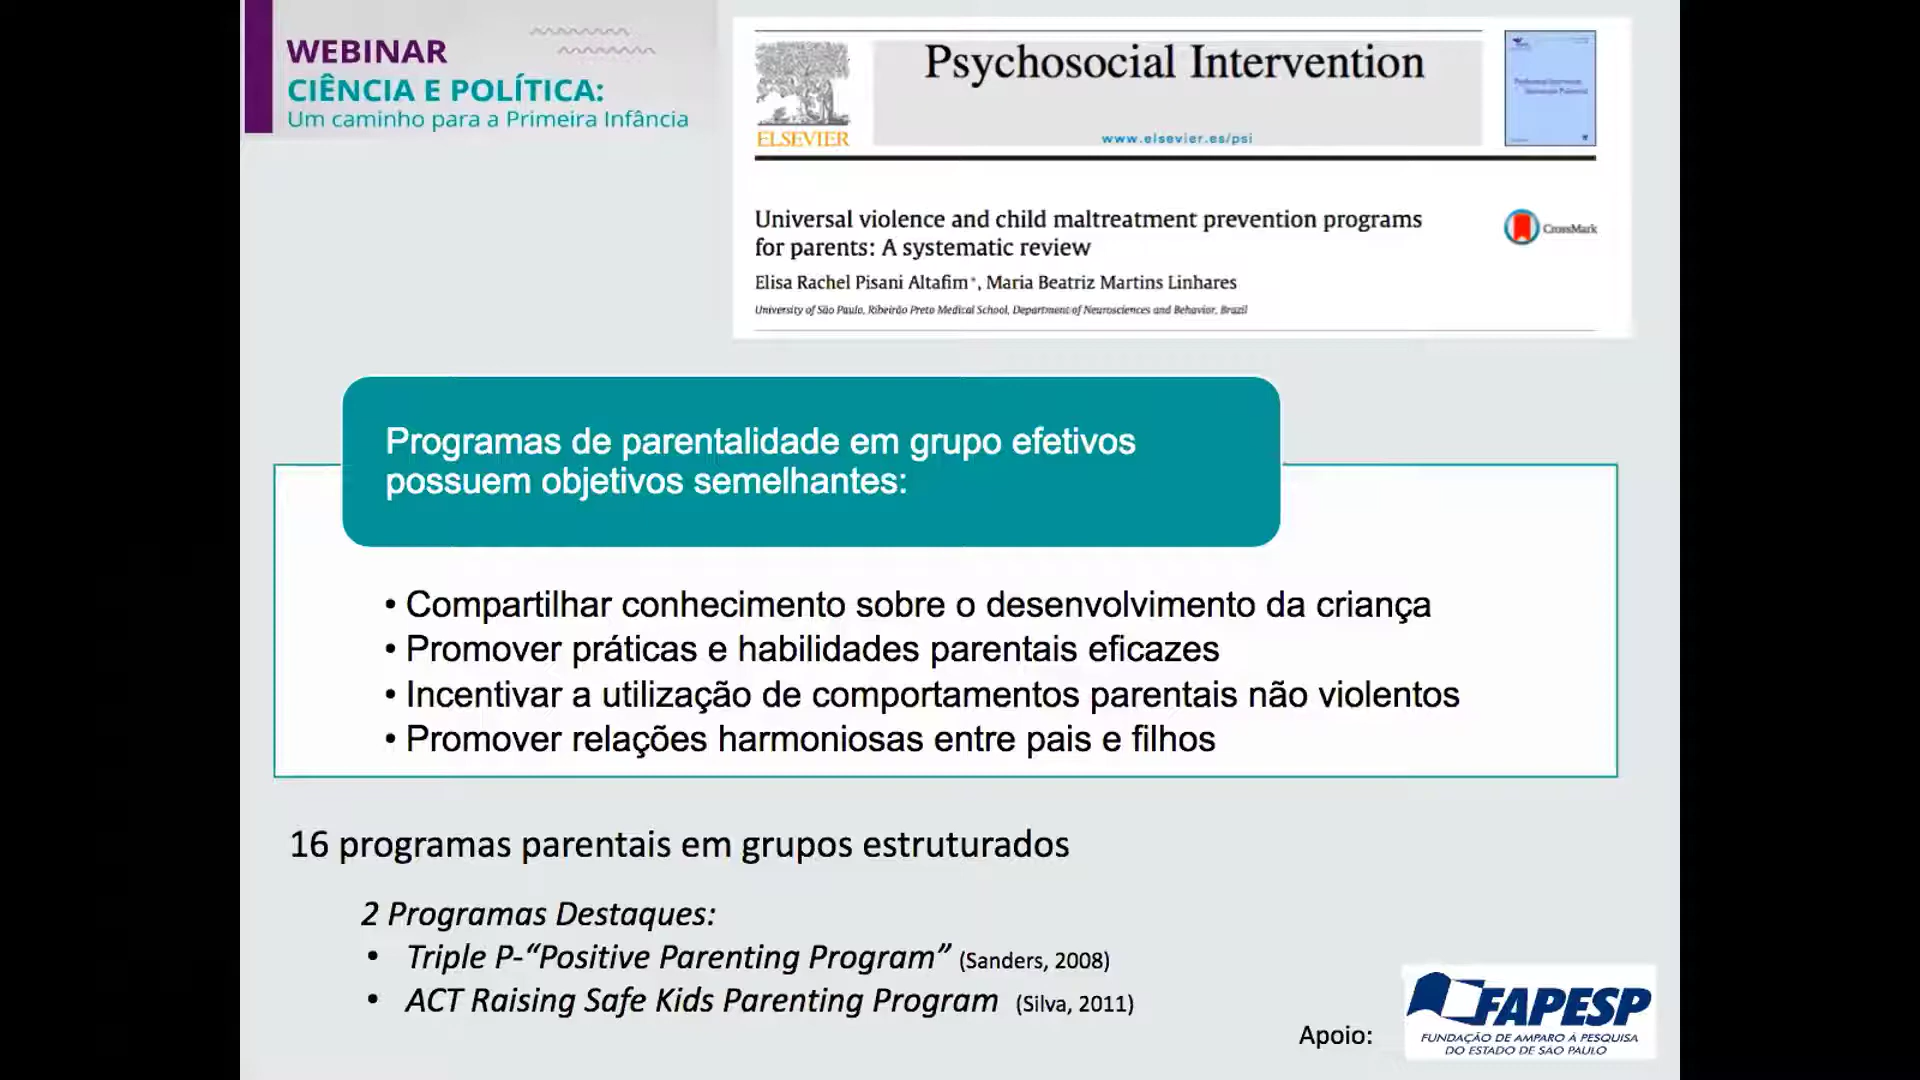 WEBINAR
CIÊNCIA E POLÍTICA:
Um caminho para a Primeira Infância
ELSEVIER
Psychosocial Intervention
www.elsevier.es/psi
Universal violence and child maltreatment prevention programs
for parents: A systematic review
CrossMark
Elisa Rachel Pisani Altafim*, Maria Beatriz Martins Linhares
University of São Paulo, Ribeirão Preto Medical School, Department of Neurosciences and Behavior, Brazil
Programas de parentalidade em grupo efetivos
possuem objetivos semelhantes:
• Compartilhar conhecimento sobre o desenvolvimento da criança
• Promover práticas e habilidades parentais eficazes
• Incentivar a utilização de comportamentos parentais não violentos
• Promover relações harmoniosas entre pais e filhos
16 programas parentais em grupos estruturados
2 Programas Destaques:
• Triple P-“Positive Parenting Program” (Sanders, 2008)
• ACT Raising Safe Kids Parenting Program (Silva, 2011)
Apoio:
FAPESP
FUNDAÇÃO DE AMPARO À PESQUISA
DO ESTADO DE SÃO PAULO